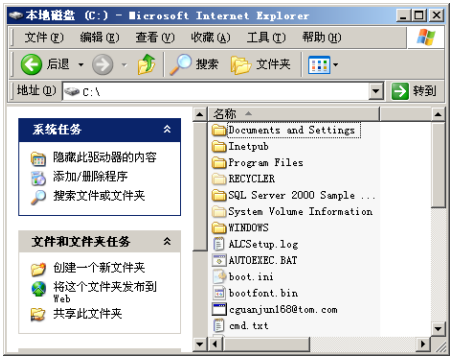 本地磁盘 (C:) - Microsoft Internet Explorer
文件(F) 编辑(E) 查看(V) 收藏(A) 工具(T) 帮助(H)
后退 搜索 文件夹
地址(D) C:\ 转到
名称
系统任务
隐藏此驱动器的内容
添加/删除程序
搜索文件或文件夹
文件和文件夹任务
创建一个新文件夹
将这个文件夹发布到
Web
共享此文件夹
Documents and Settings
Inetpub
Program Files
RECYCLER
SQL Server 2000 Sample ...
System Volume Information
WINDOWS
ALCSetup.log
AUTOEXEC.BAT
boot.ini
bootfont.bin
cguanjun168@tom.com
cmd.txt